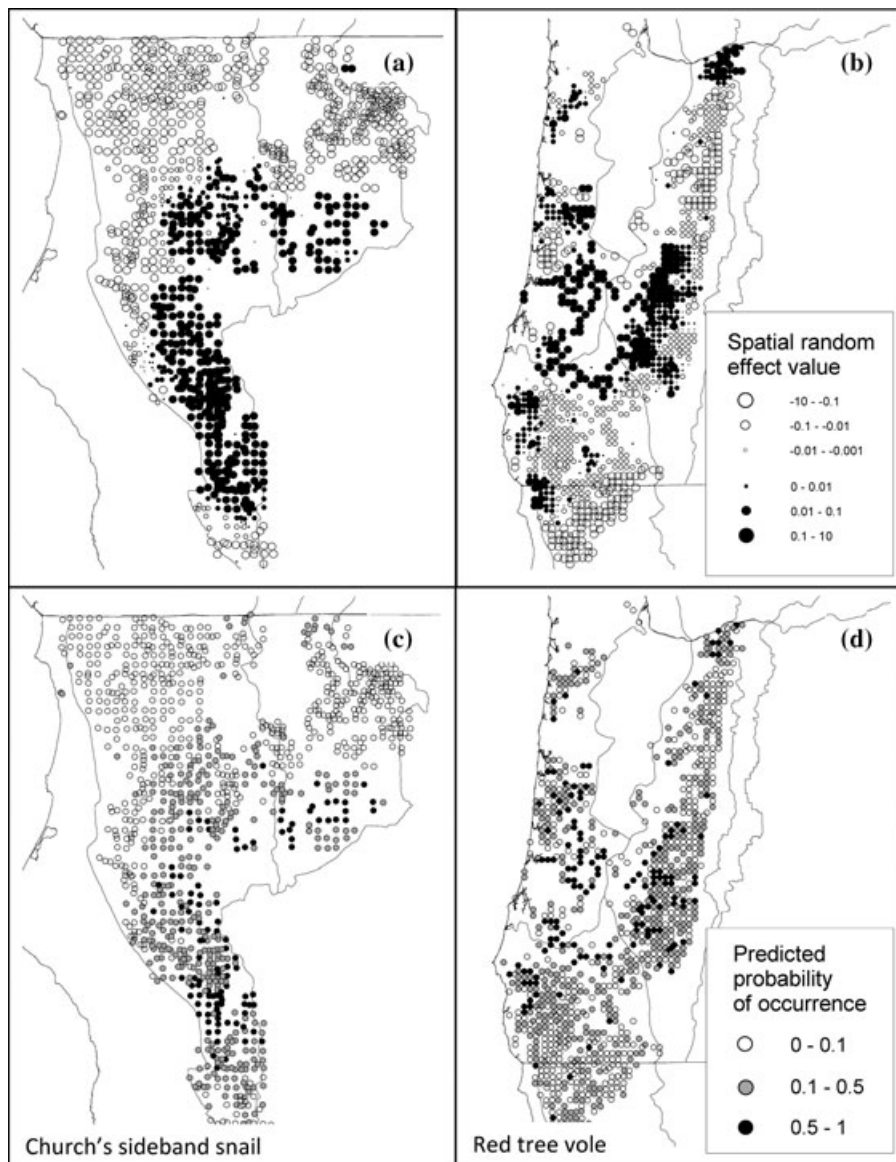 (a)
(b)
Spatial random
effect value
-10 - -0.1
-0.1 - -0.01
-0.01 - -0.001
0 - 0.01
0.01 - 0.1
0.1 - 10
(c)
(d)
Predicted
probability
of occurrence
0 - 0.1
0.1 - 0.5
0.5 - 1
Church's sideband snail
Red tree vole